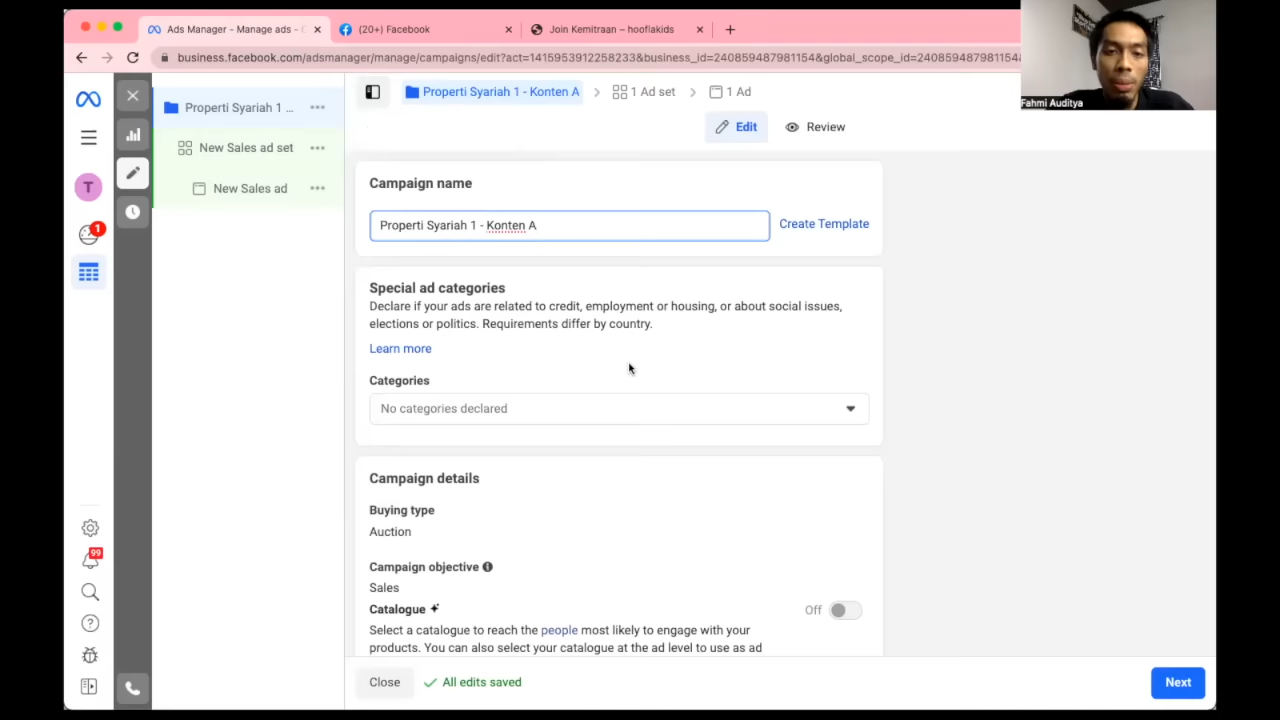 Ads Manager - Manage ads - C
(20+) Facebook
Join Kemitraan – hooflakids
business.facebook.com/adsmanager/manage/campaigns/edit?act=1415953912258233&business_id=240859487981154&global_scope_id=240859487981154&
Fahmi Auditya
Properti Syariah 1 ...
New Sales ad set
New Sales ad
T
1
99
Properti Syariah 1 - Konten A
1 Ad set
1 Ad
Edit
Review
Campaign name
Properti Syariah 1 - Konten A
Create Template
Special ad categories
Declare if your ads are related to credit, employment or housing, or about social issues,
elections or politics. Requirements differ by country.
Learn more
Categories
No categories declared
Campaign details
Buying type
Auction
Campaign objective
Sales
Catalogue
Off
Select a catalogue to reach the people most likely to engage with your
products. You can also select your catalogue at the ad level to use as ad
Close
All edits saved
Next